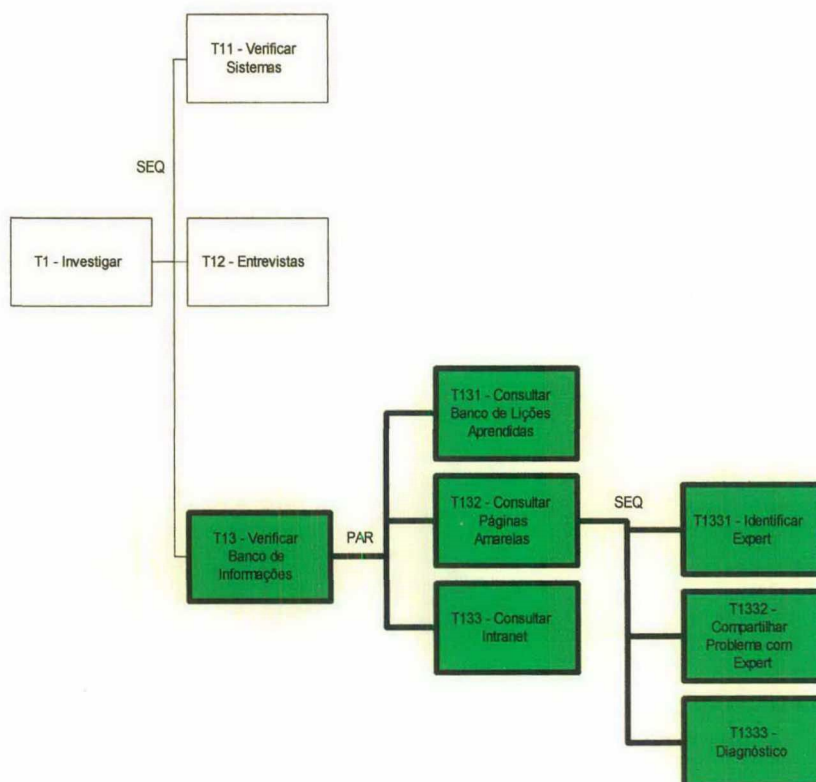 T11 - Verificar
Sistemas
SEQ
T1 - Investigar
T12 - Entrevistas
T131 - Consultar
Banco de Lições
Aprendidas
T132 - Consultar
Páginas
Amarelas
SEQ
T1331 - Identificar
Expert
T13 - Verificar
Banco de
Informações
PAR
T133 - Consultar
Intranet
T1332 -
Compartilhar
Problema com
Expert
T1333 -
Diagnóstico